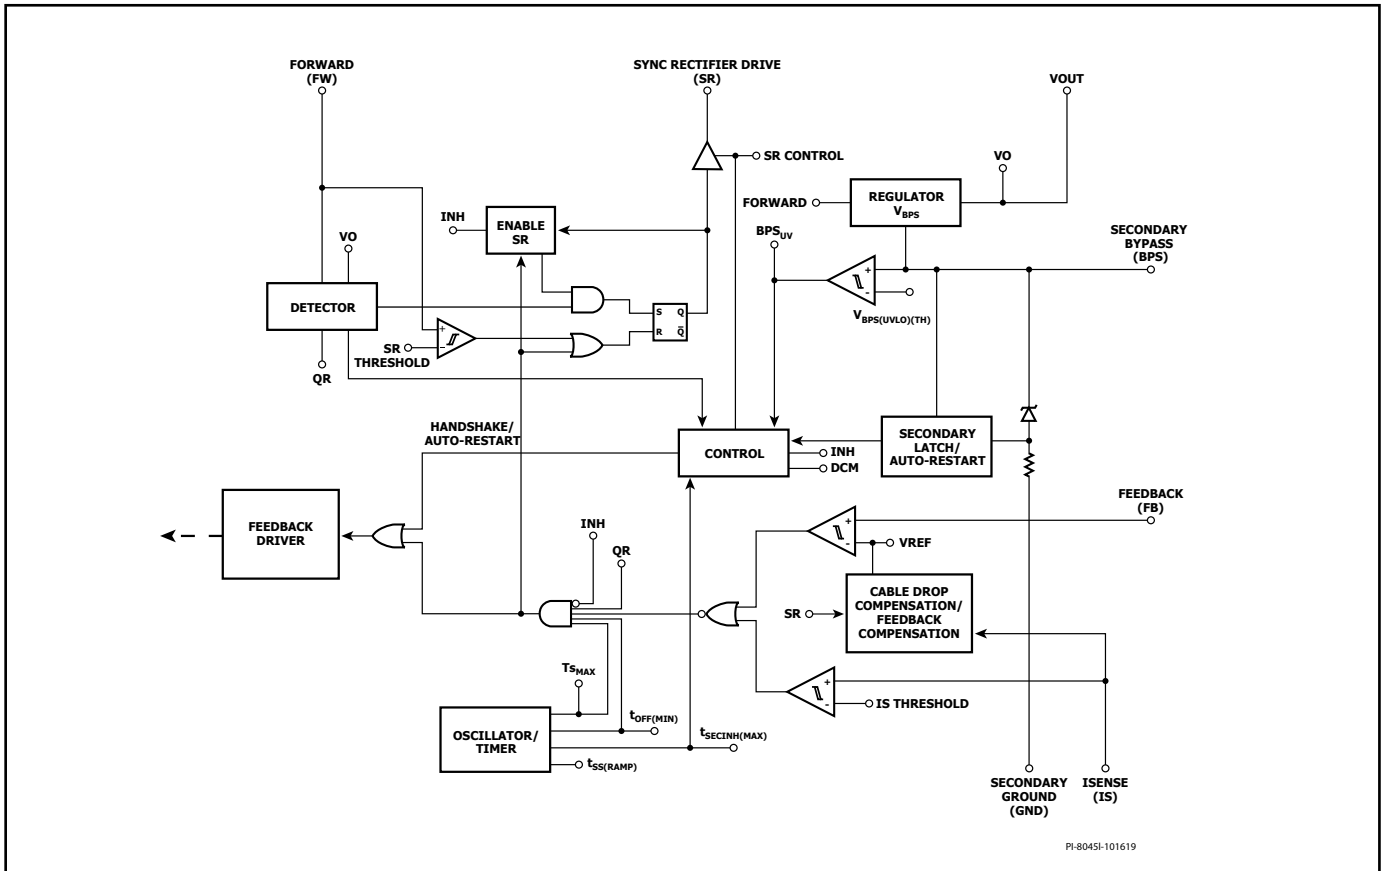 FORWARD
(FW)
SYNC RECTIFIER DRIVE
(SR)
VOUT
SR CONTROL
VO
FORWARD
REGULATOR
VBPS
INH
ENABLE
SR
BPSUV
SECONDARY
BYPASS
(BPS)
VO
+
-
DETECTOR
S Q
R Q̅
VBPS(UVLO)(TH)
+
-
SR
THRESHOLD
QR
HANDSHAKE/
AUTO-RESTART
CONTROL
INH
DCM
SECONDARY
LATCH/
AUTO-RESTART
FEEDBACK
(FB)
FEEDBACK
DRIVER
INH
QR
+
-
VREF
SR
CABLE DROP
COMPENSATION/
FEEDBACK
COMPENSATION
TsMAX
+
-
IS THRESHOLD
OSCILLATOR/
TIMER
tOFF(MIN)
tSECINH(MAX)
tSS(RAMP)
SECONDARY
GROUND
(GND)
ISENSE
(IS)
PI-8045l-101619